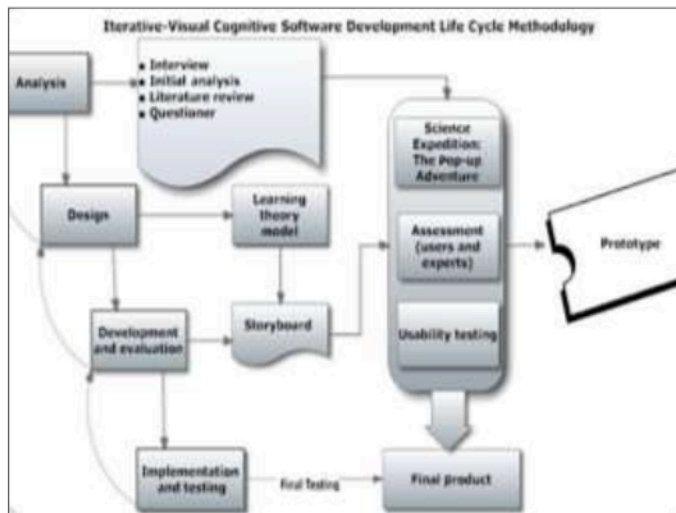 Iterative-Visual Cognitive Software Development Life Cycle Methodology
Analysis
Interview
Initial analysis
Literature review
Questioner
Science
Expedition:
The Pop-up
Adventure
Design
Learning
theory
model
Assessment
(users and
experts)
Prototype
Development
and evaluation
Storyboard
Usability testing
Implementation
and testing
Final Testing
Final product